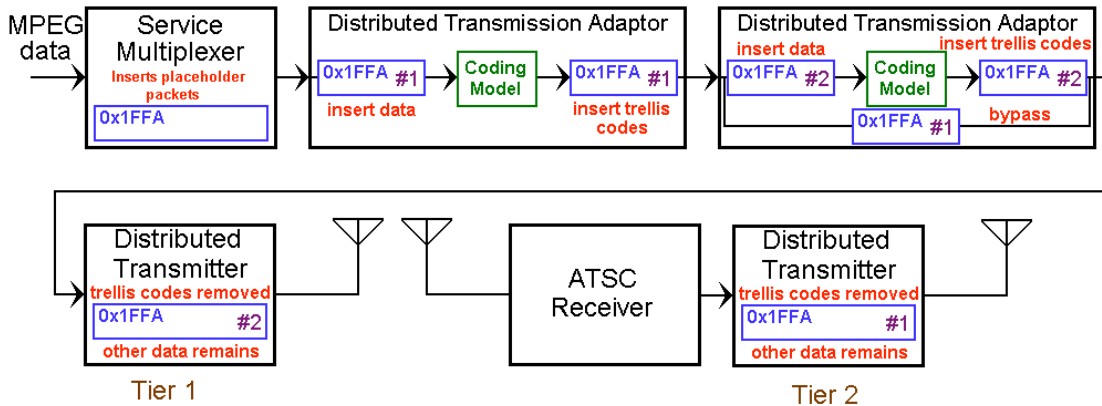 MPEG
data
Service
Multiplexer
Inserts placeholder
packets
0x1FFA
Distributed Transmission Adaptor
0x1FFA #1
insert data
Coding
Model
0x1FFA #1
insert trellis
codes
Distributed Transmission Adaptor
insert data
0x1FFA #2
Coding
Model
insert trellis codes
0x1FFA #2
bypass
0x1FFA #1
Distributed
Transmitter
trellis codes removed
0x1FFA #2
other data remains
Tier 1
ATSC
Receiver
Distributed
Transmitter
trellis codes removed
0x1FFA #1
other data remains
Tier 2